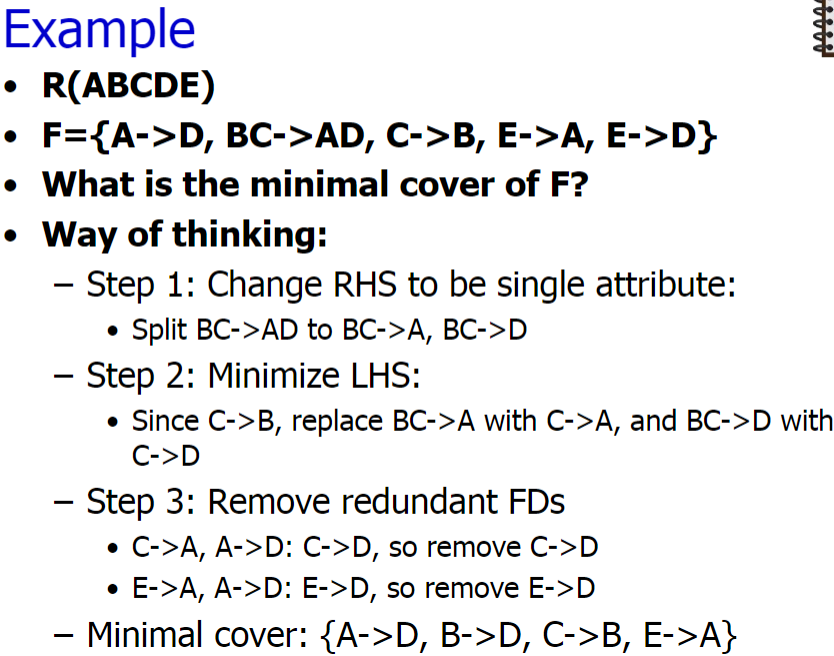 Example
• R(ABCDE)
• F={A->D, BC->AD, C->B, E->A, E->D}
• What is the minimal cover of F?
• Way of thinking:
– Step 1: Change RHS to be single attribute:
• Split BC->AD to BC->A, BC->D
– Step 2: Minimize LHS:
• Since C->B, replace BC->A with C->A, and BC->D with
C->D
– Step 3: Remove redundant FDs
• C->A, A->D: C->D, so remove C->D
• E->A, A->D: E->D, so remove E->D
– Minimal cover: {A->D, B->D, C->B, E->A}